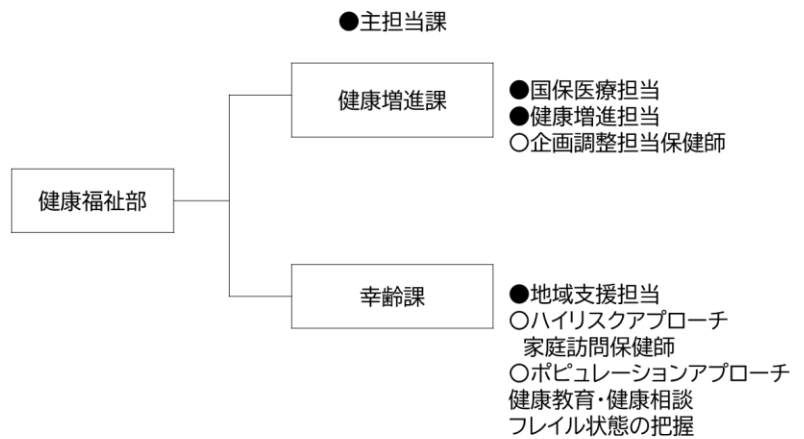 ●主担当課
健康増進課
●国保医療担当
●健康増進担当
○企画調整担当保健師
健康福祉部
幸齢課
●地域支援担当
○ハイリスクアプローチ
家庭訪問保健師
○ポピュレーションアプローチ
健康教育・健康相談
フレイル状態の把握